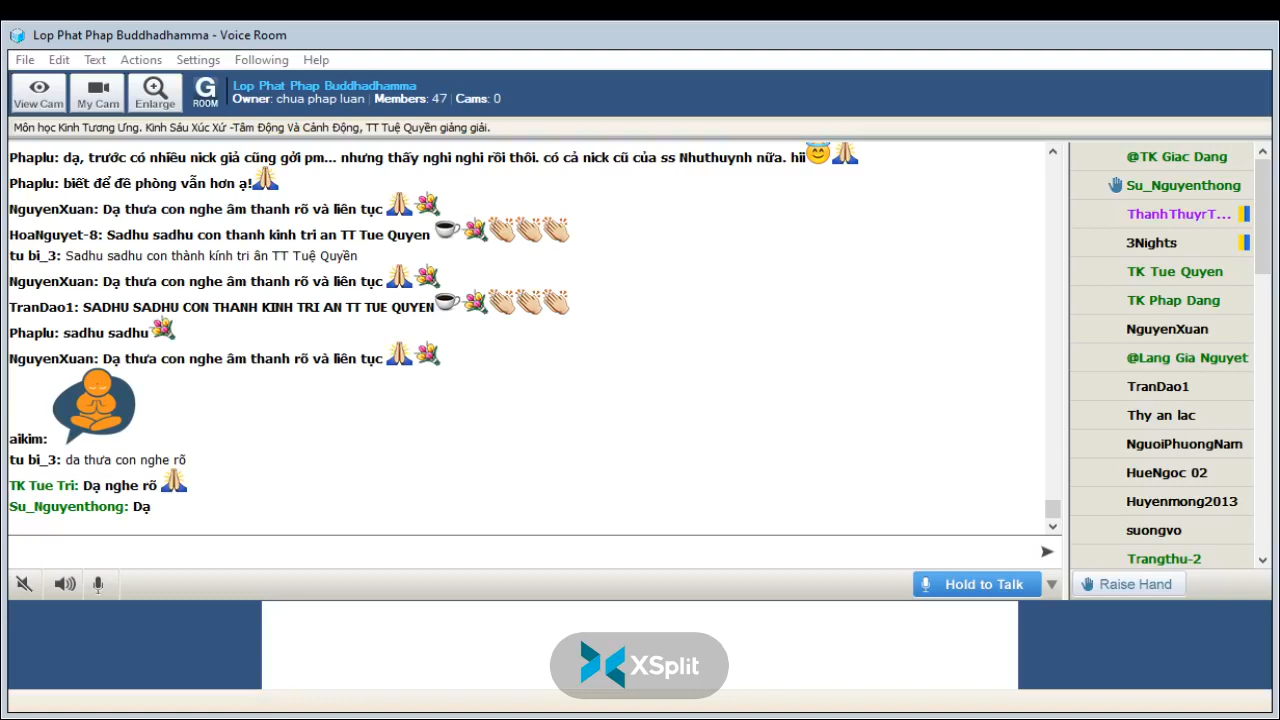 Lop Phat Phap Buddhadhamma - Voice Room
File Edit Text Actions Settings Following Help
View Cam My Cam Enlarge G ROOM
Lop Phat Phap Buddhadhamma
Owner: chua phap luan | Members: 47 | Cams: 0
Môn học Kinh Tương Ưng. Kinh Sáu Xúc Xứ -Tâm Động Và Cảnh Động, TT Tuệ Quyền giảng giải.
Phaplu: dạ, trước có nhiều nick giả cũng gởi pm... nhưng thấy nghi nghi rồi thôi. có cả nick cũ của ss Nhuthuynh nữa. hii
Phaplu: biết để đề phòng vẫn hơn ạ!
NguyenXuan: Dạ thưa con nghe âm thanh rõ và liên tục
HoaNguyet-8: Sadhu sadhu con thanh kinh tri an TT Tue Quyen
tu bi_3: Sadhu sadhu con thành kính tri ân TT Tuệ Quyền
NguyenXuan: Dạ thưa con nghe âm thanh rõ và liên tục
TranDao1: SADHU SADHU CON THANH KINH TRI AN TT TUE QUYEN
Phaplu: sadhu sadhu
NguyenXuan: Dạ thưa con nghe âm thanh rõ và liên tục
aikim:
tu bi_3: da thưa con nghe rõ
TK Tue Tri: Dạ nghe rõ
Su_Nguyenthong: Dạ
Hold to Talk
@TK Giac Dang
Su_Nguyenthong
ThanhThuyrT...
3Nights
TK Tue Quyen
TK Phap Dang
NguyenXuan
@Lang Gia Nguyet
TranDao1
Thy an lac
NguoiPhuongNam
HueNgoc 02
Huyenmong2013
suongvo
Trangthu-2
Raise Hand
XSplit